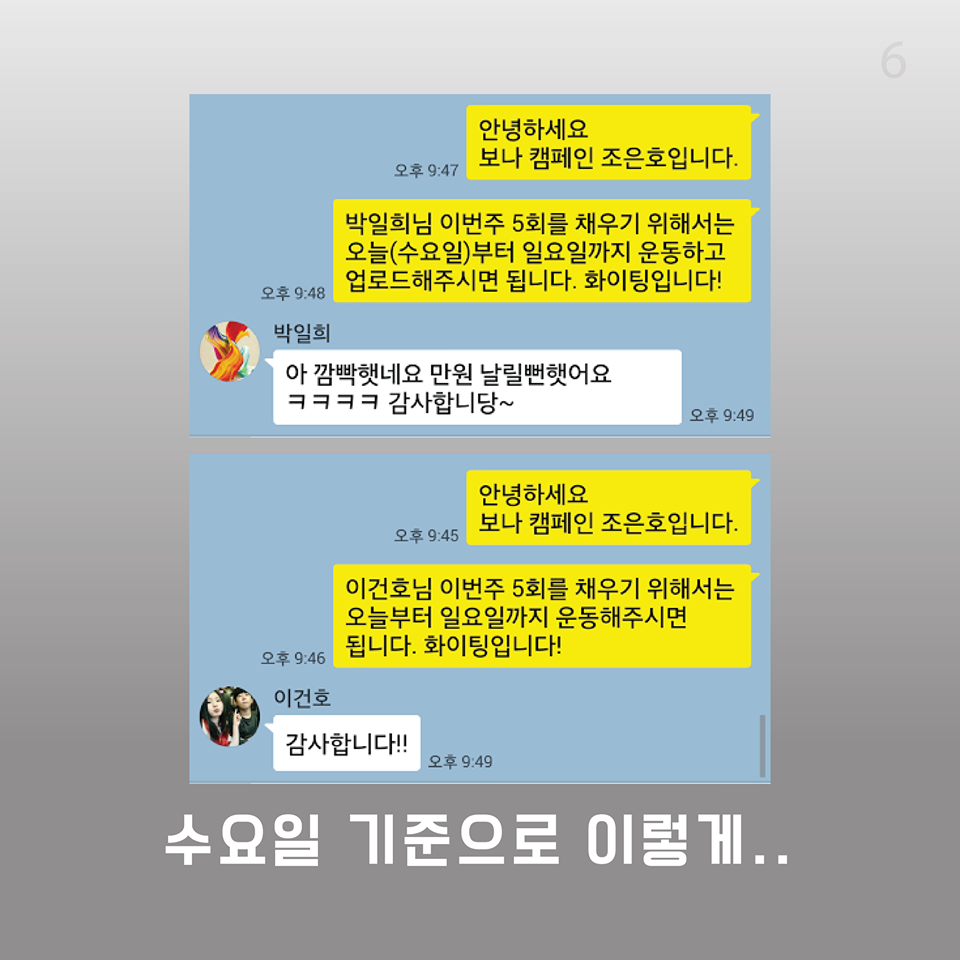 6
안녕하세요
보나 캠페인 조은호입니다.
오후 9:47
박일희님 이번주 5회를 채우기 위해서는
오늘(수요일)부터 일요일까지 운동하고
업로드해주시면 됩니다. 화이팅입니다!
오후 9:48
박일희
아 깜빡햇네요 만원 날릴뻔햇어요
ㅋㅋㅋㅋ 감사합니당~
오후 9:49
안녕하세요
보나 캠페인 조은호입니다.
오후 9:45
이건호님 이번주 5회를 채우기 위해서는
오늘부터 일요일까지 운동해주시면
됩니다. 화이팅입니다!
오후 9:46
이건호
감사합니다!!
오후 9:49
수요일 기준으로 이렇게..